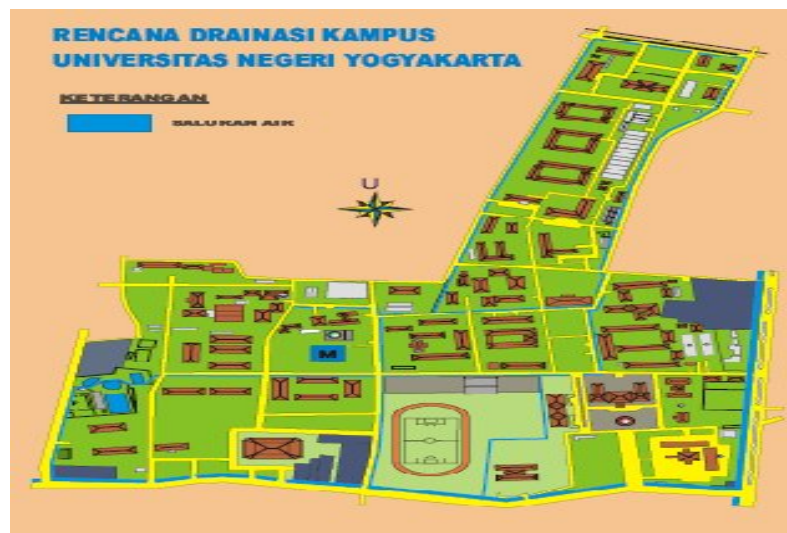 RENCANA DRAINASI KAMPUS
UNIVERSITAS NEGERI YOGYAKARTA
KETERANGAN
SALURAN AIR
U
M